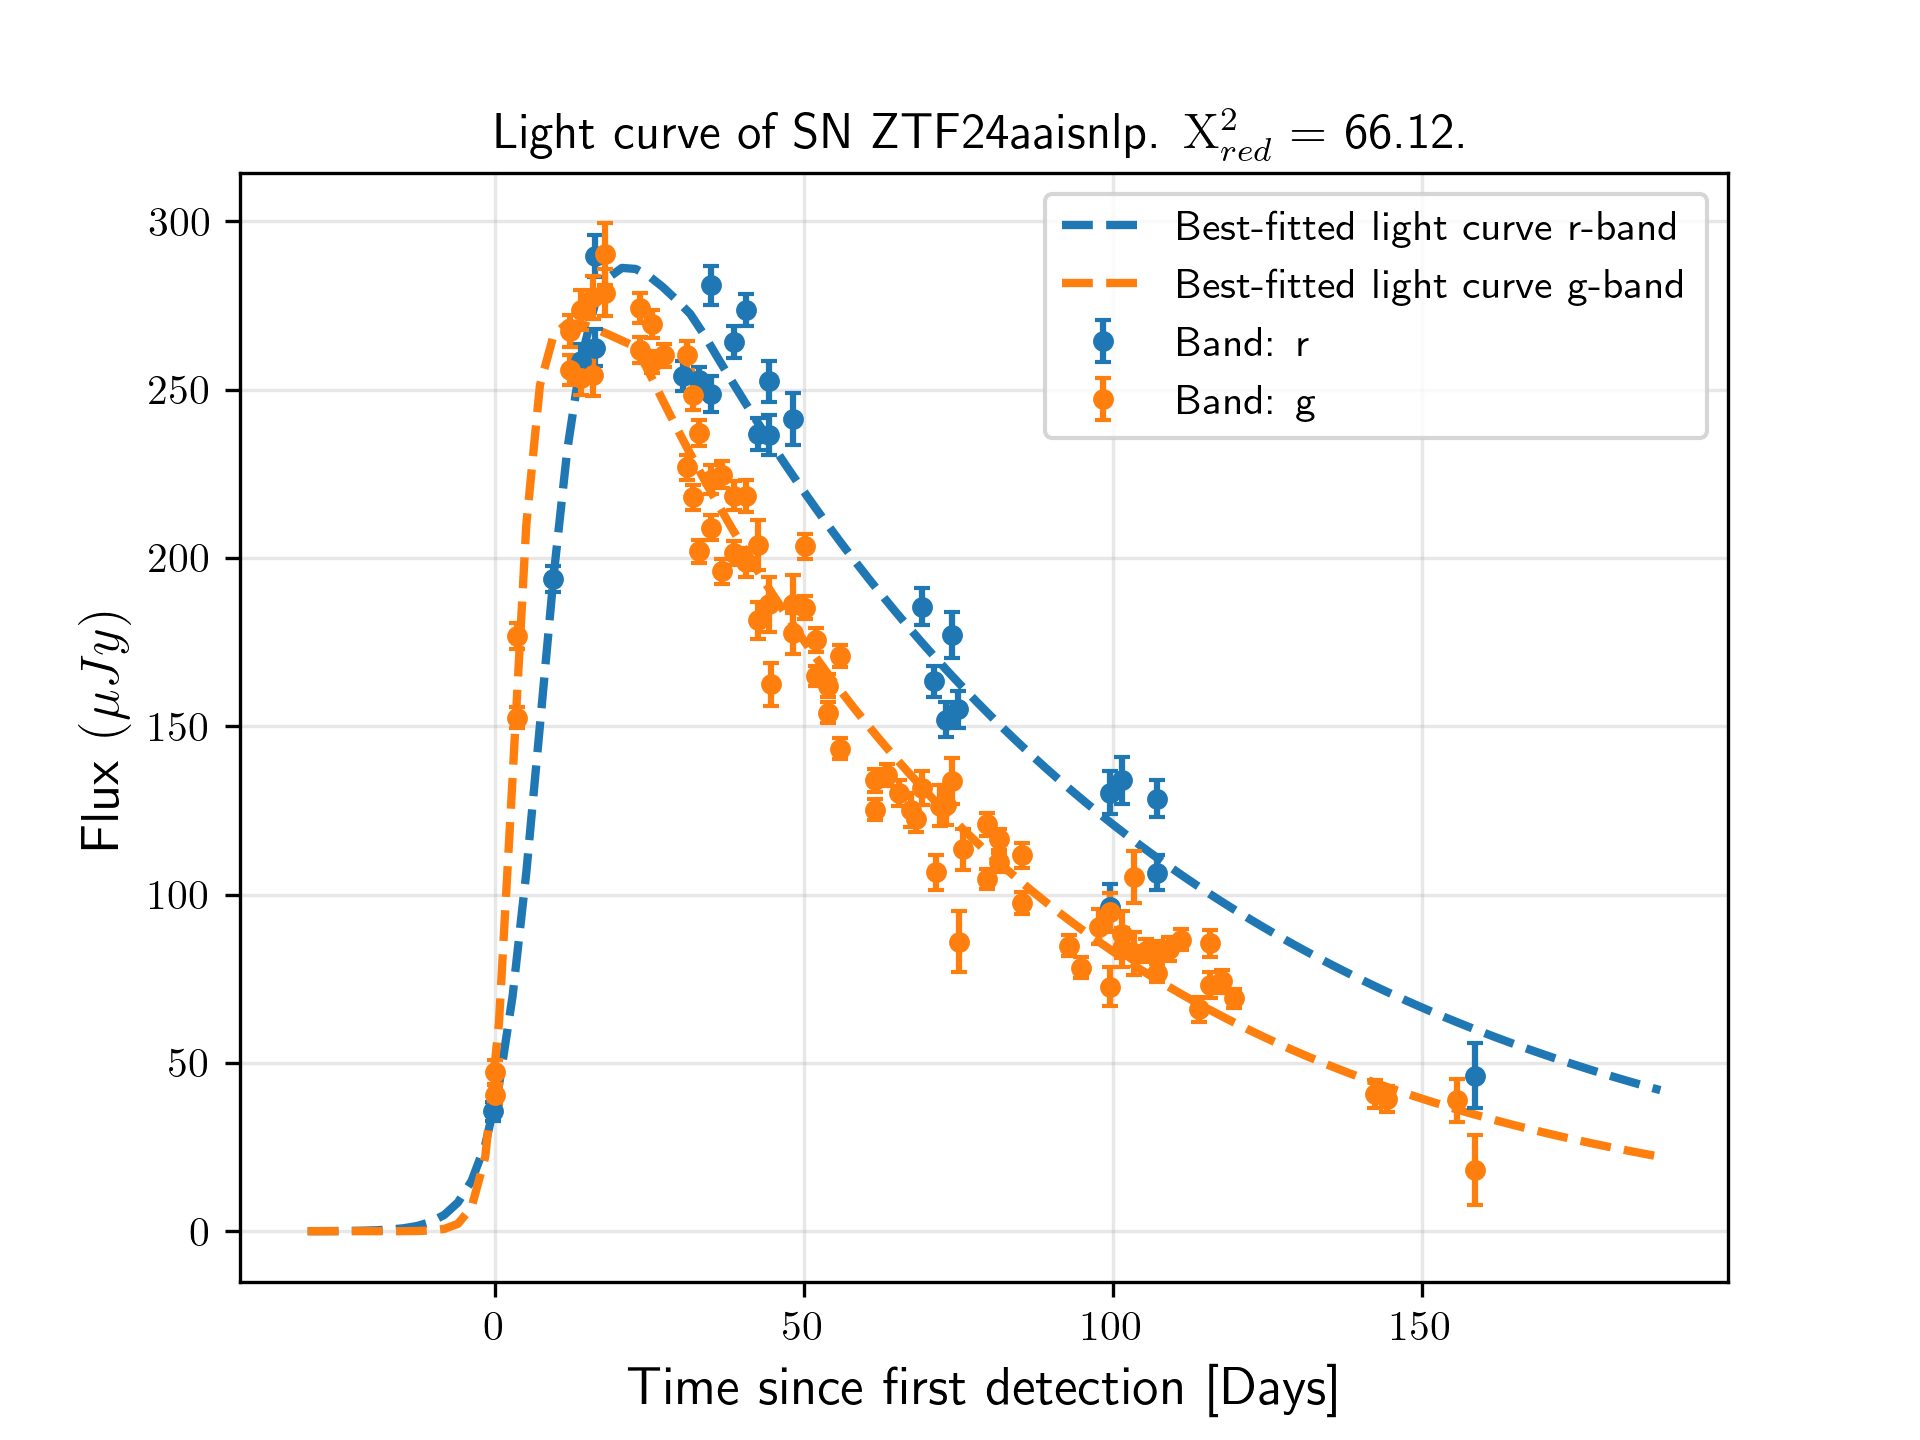 Light curve of SN ZTF24aaisnlp. X²_red = 66.12.
Best-fitted light curve r-band
Best-fitted light curve g-band
Band: r
Band: g
300
250
200
150
100
50
0
Flux (μJy)
0 50 100 150
Time since first detection [Days]